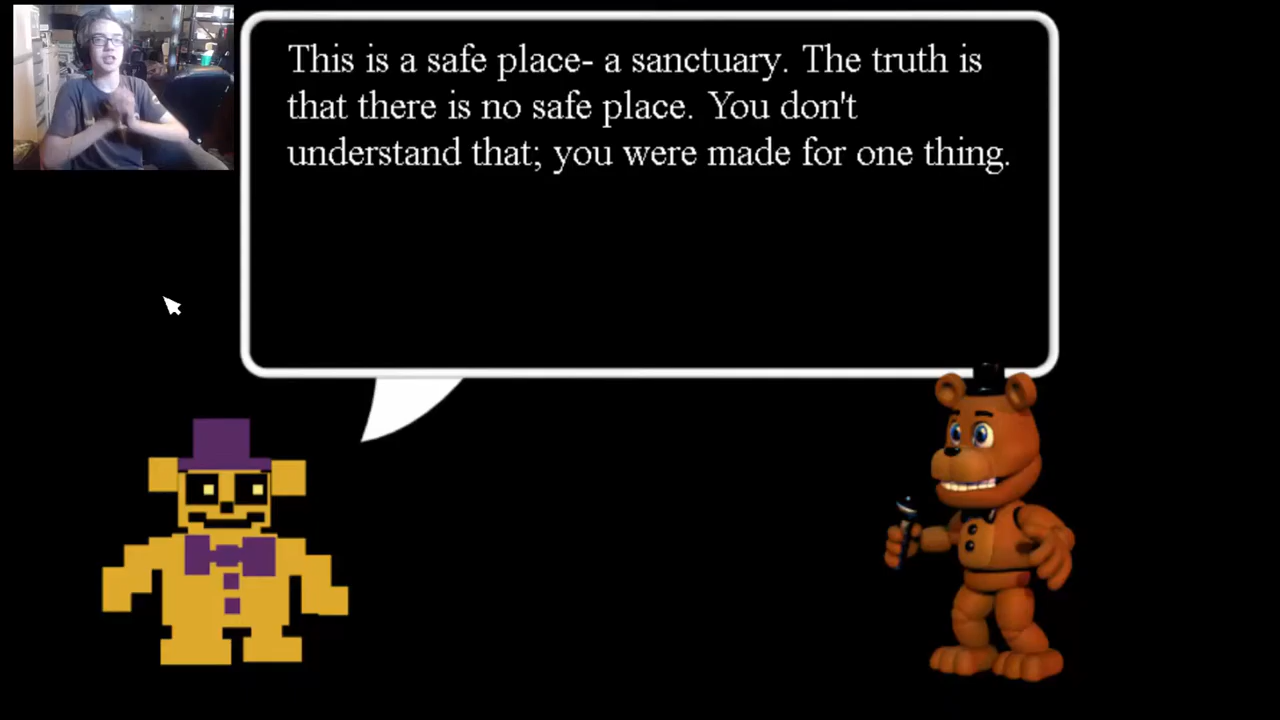 This is a safe place- a sanctuary. The truth is
that there is no safe place. You don't
understand that; you were made for one thing.